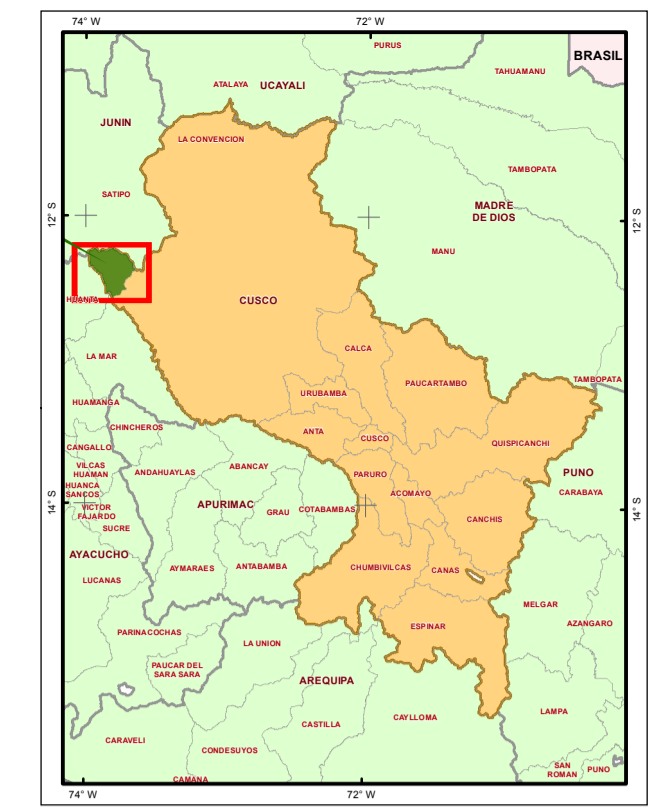 74° W
72° W
PURUS
BRASIL
TAHUAMANU
ATALAYA
UCAYALI
JUNIN
LA CONVENCION
TAMBOPATA
SATIPO
MADRE
DE DIOS
12° S
12° S
MANU
HUANTA
CUSCO
CALCA
LA MAR
TAMBOPATA
PAUCARTAMBO
URUBAMBA
HUAMANGA
CHINCHEROS
ANTA
CUSCO
QUISPICANCHI
CANGALLO
VILCAS
HUAMAN
ANDAHUAYLAS
ABANCAY
PARURO
PUNO
HUANCA
SANCOS
ACOMAYO
CARABAYA
APURIMAC
GRAU
COTABAMBAS
14° S
14° S
VICTOR
FAJARDO
CANCHIS
SUCRE
AYACUCHO
LUCANAS
AYMARAES
ANTABAMBA
CHUMBIVILCAS
CANAS
MELGAR
AZANGARO
ESPINAR
PARINACOCHAS
LA UNION
PAUCAR DEL
SARA SARA
AREQUIPA
CASTILLA
CAYLLOMA
LAMPA
CARAVELI
CONDESUYOS
SAN
ROMAN
PUNO
CAMANA
74° W
72° W